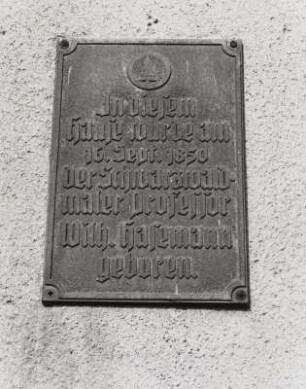 In diesem
Hause wurde am
16. Sept. 1850
der Schwarzwald-
maler Professor
Wilh. Hasemann
geboren.